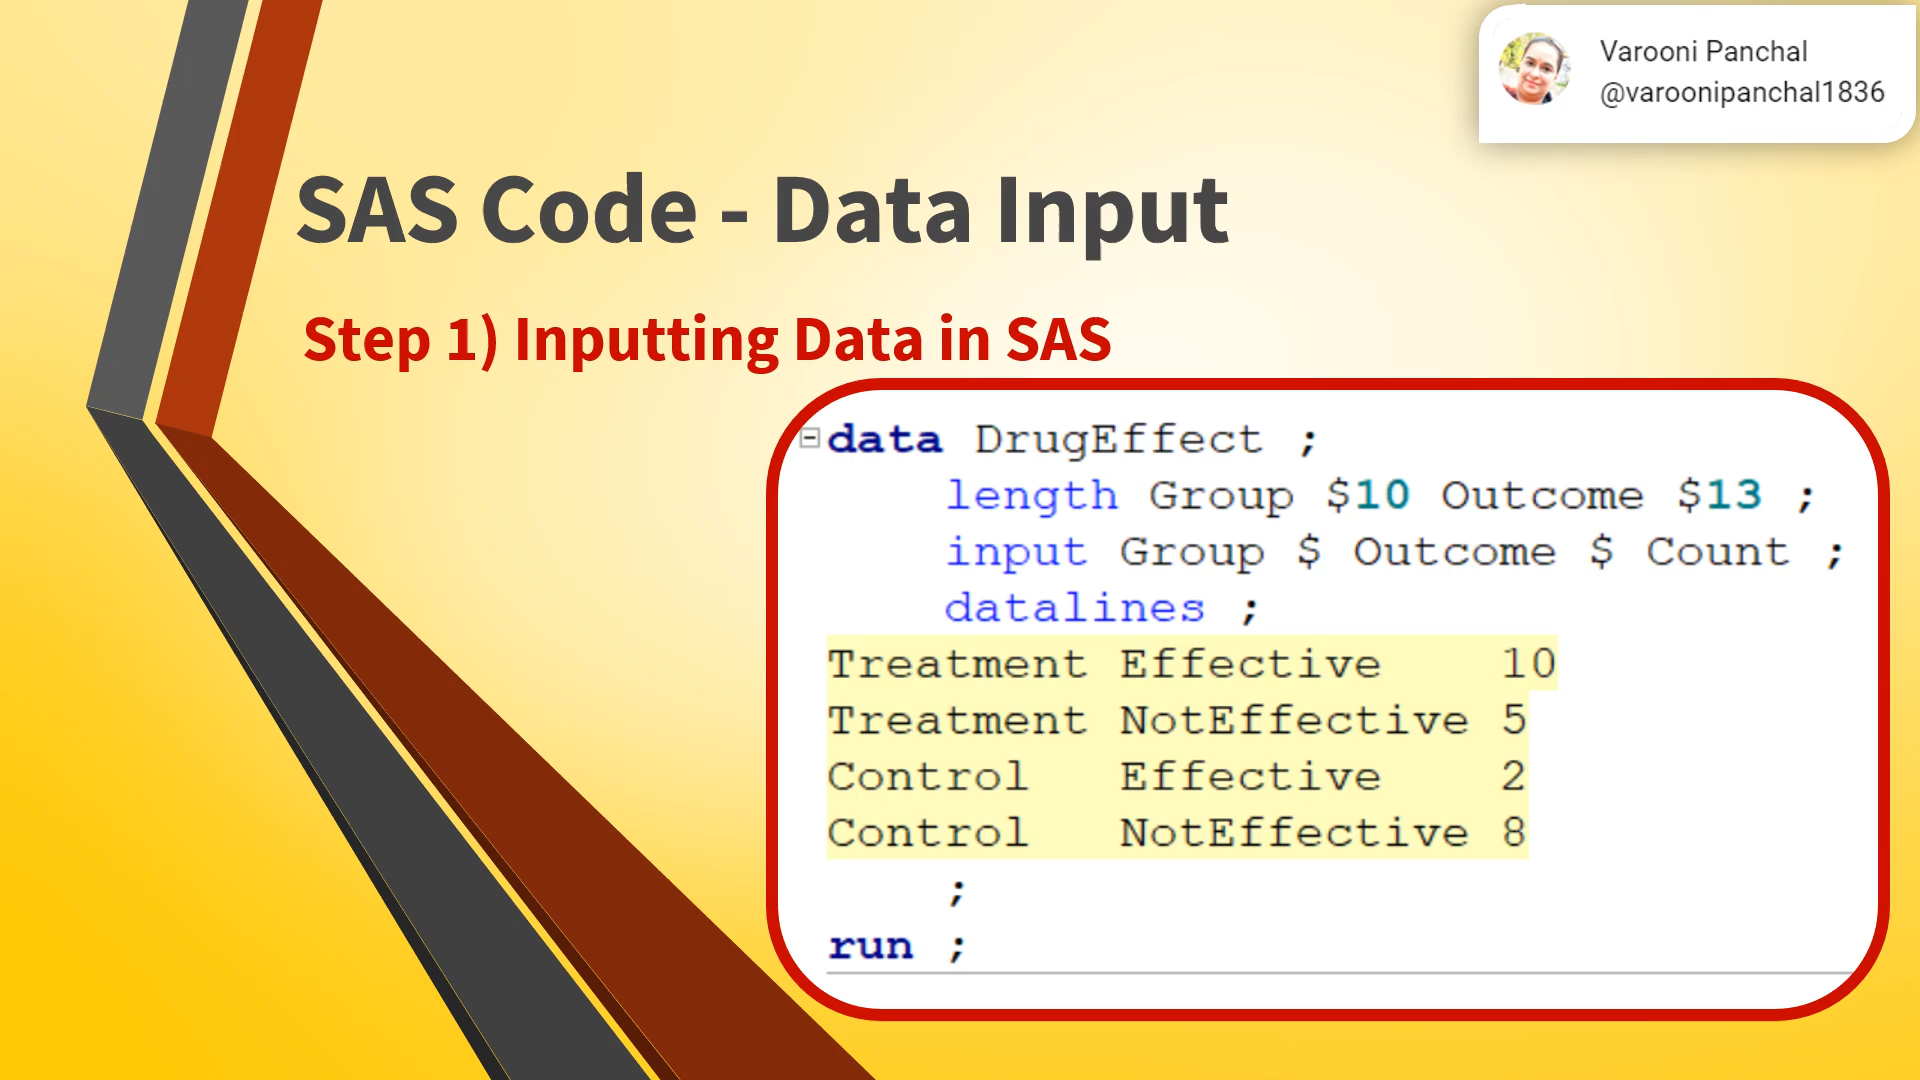 Varooni Panchal
@varoonipanchal1836
SAS Code - Data Input
Step 1) Inputting Data in SAS
data DrugEffect ;
length Group $10 Outcome $13 ;
input Group $ Outcome $ Count ;
datalines ;
Treatment Effective 10
Treatment NotEffective 5
Control Effective 2
Control NotEffective 8
;
run ;